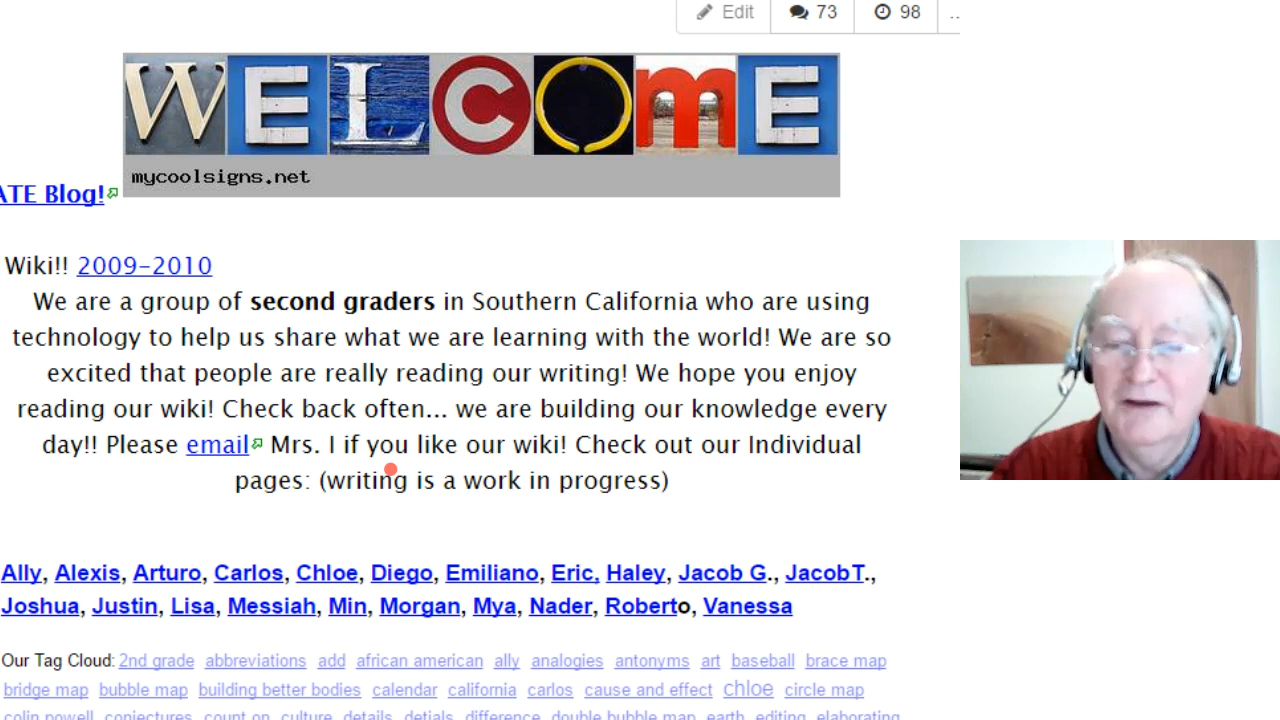 Edit 73 98 ...
WELCOmE
mycoolsigns.net
ATE Blog!
Wiki!! 2009-2010
We are a group of second graders in Southern California who are using
technology to help us share what we are learning with the world! We are so
excited that people are really reading our writing! We hope you enjoy
reading our wiki! Check back often... we are building our knowledge every
day!! Please email Mrs. I if you like our wiki! Check out our Individual
pages: (writing is a work in progress)
Ally, Alexis, Arturo, Carlos, Chloe, Diego, Emiliano, Eric, Haley, Jacob G., JacobT.,
Joshua, Justin, Lisa, Messiah, Min, Morgan, Mya, Nader, Roberto, Vanessa
Our Tag Cloud: 2nd grade abbreviations add african american ally analogies antonyms art baseball brace map
bridge map bubble map building better bodies calendar california carlos cause and effect chloe circle map
colin powell conjectures count on culture details detials difference double bubble map earth editing elaborating